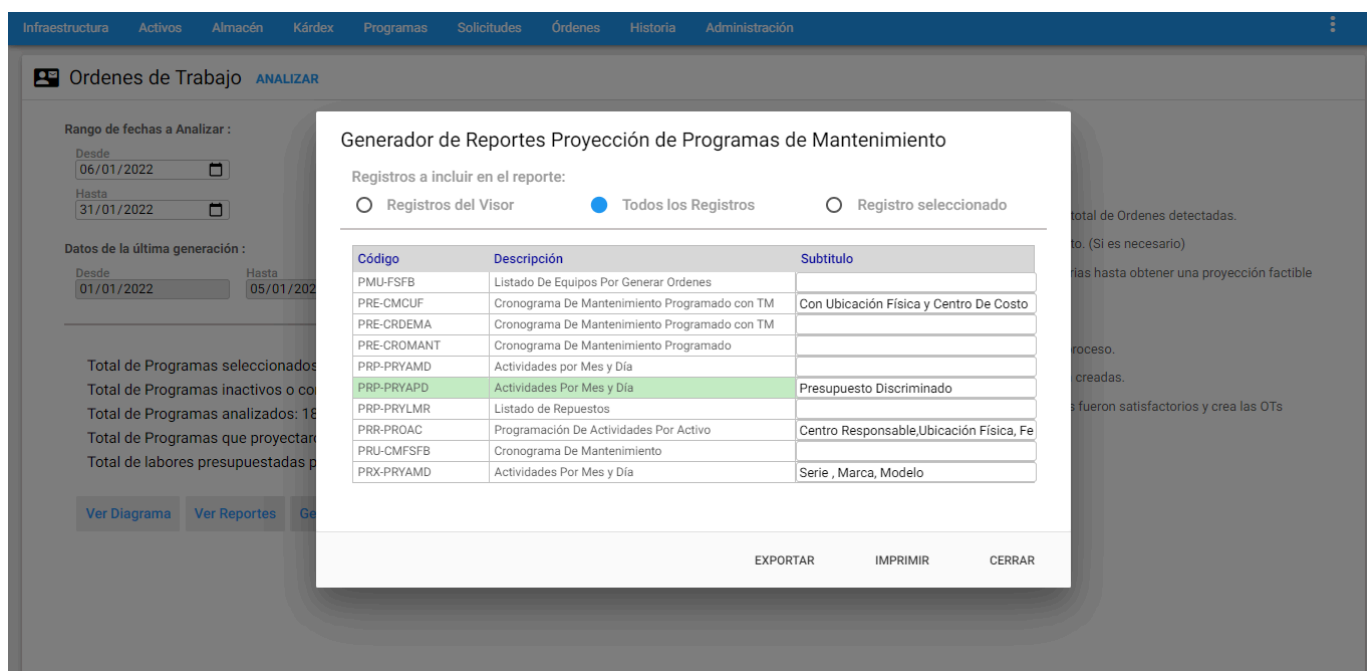 Infraestructura Activos Almacén Kárdex Programas Solicitudes Órdenes Historia Administración
Ordenes de Trabajo ANALIZAR
Rango de fechas a Analizar :
Desde
06/01/2022
Hasta
31/01/2022
Datos de la última generación :
Desde Hasta
01/01/2022 05/01/202
Total de Programas seleccionados
Total de Programas inactivos o co
Total de Programas analizados: 18
Total de Programas que proyectaro
Total de labores presupuestadas p
Ver Diagrama Ver Reportes Ge
Generador de Reportes Proyección de Programas de Mantenimiento
Registros a incluir en el reporte:
Registros del Visor Todos los Registros Registro seleccionado
Código Descripción Subtitulo
PMU-FSFB Listado De Equipos Por Generar Ordenes
PRE-CMCUF Cronograma De Mantenimiento Programado con TM Con Ubicación Física y Centro De Costo
PRE-CRDEMA Cronograma De Mantenimiento Programado con TM
PRE-CROMANT Cronograma De Mantenimiento Programado
PRP-PRYAMD Actividades por Mes y Día
PRP-PRYAPD Actividades Por Mes y Día Presupuesto Discriminado
PRP-PRYLMR Listado de Repuestos
PRR-PROAC Programación De Actividades Por Activo Centro Responsable,Ubicación Física, Fe
PRU-CMFSFB Cronograma De Mantenimiento
PRX-PRYAMD Actividades Por Mes y Día Serie , Marca, Modelo
EXPORTAR IMPRIMIR CERRAR
total de Ordenes detectadas.
to. (Si es necesario)
rias hasta obtener una proyección factible
roceso.
creadas.
s fueron satisfactorios y crea las OTs